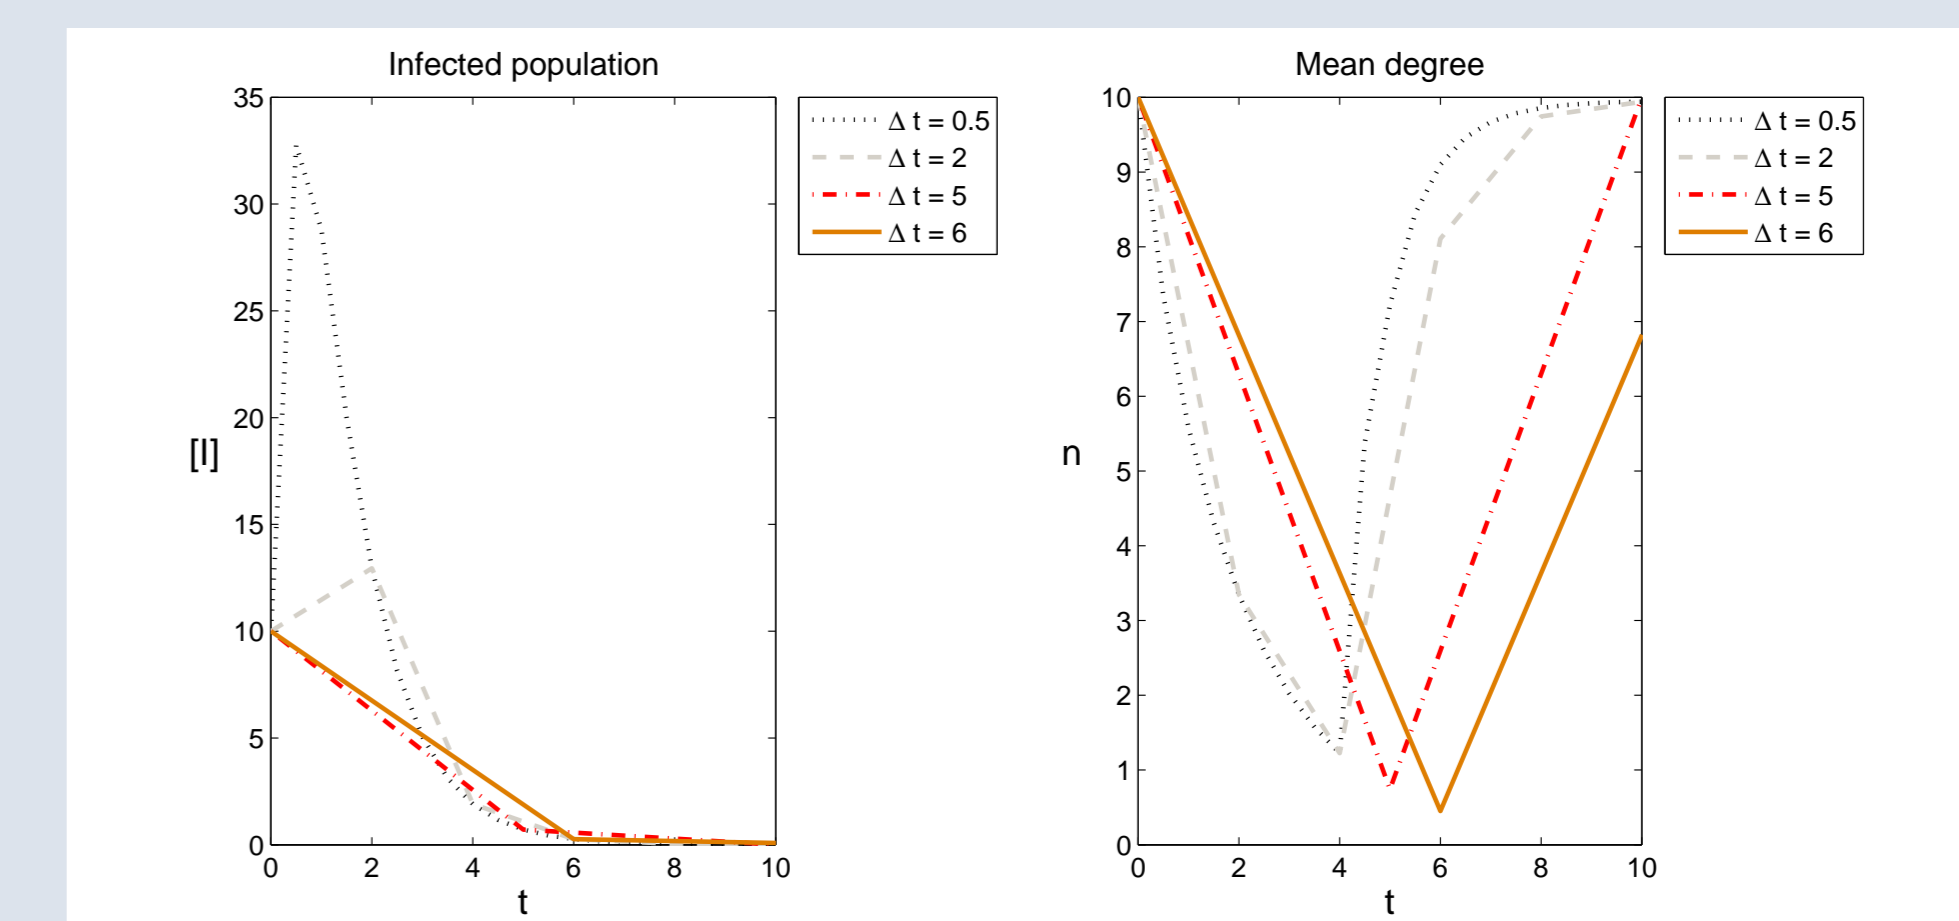 Infected population
35
30
25
20
15
10
5
0
[I]
0 2 4 6 8 10
t
Δ t = 0.5
Δ t = 2
Δ t = 5
Δ t = 6
Mean degree
10
9
8
7
6
5
4
3
2
1
0
n
0 2 4 6 8 10
t
Δ t = 0.5
Δ t = 2
Δ t = 5
Δ t = 6